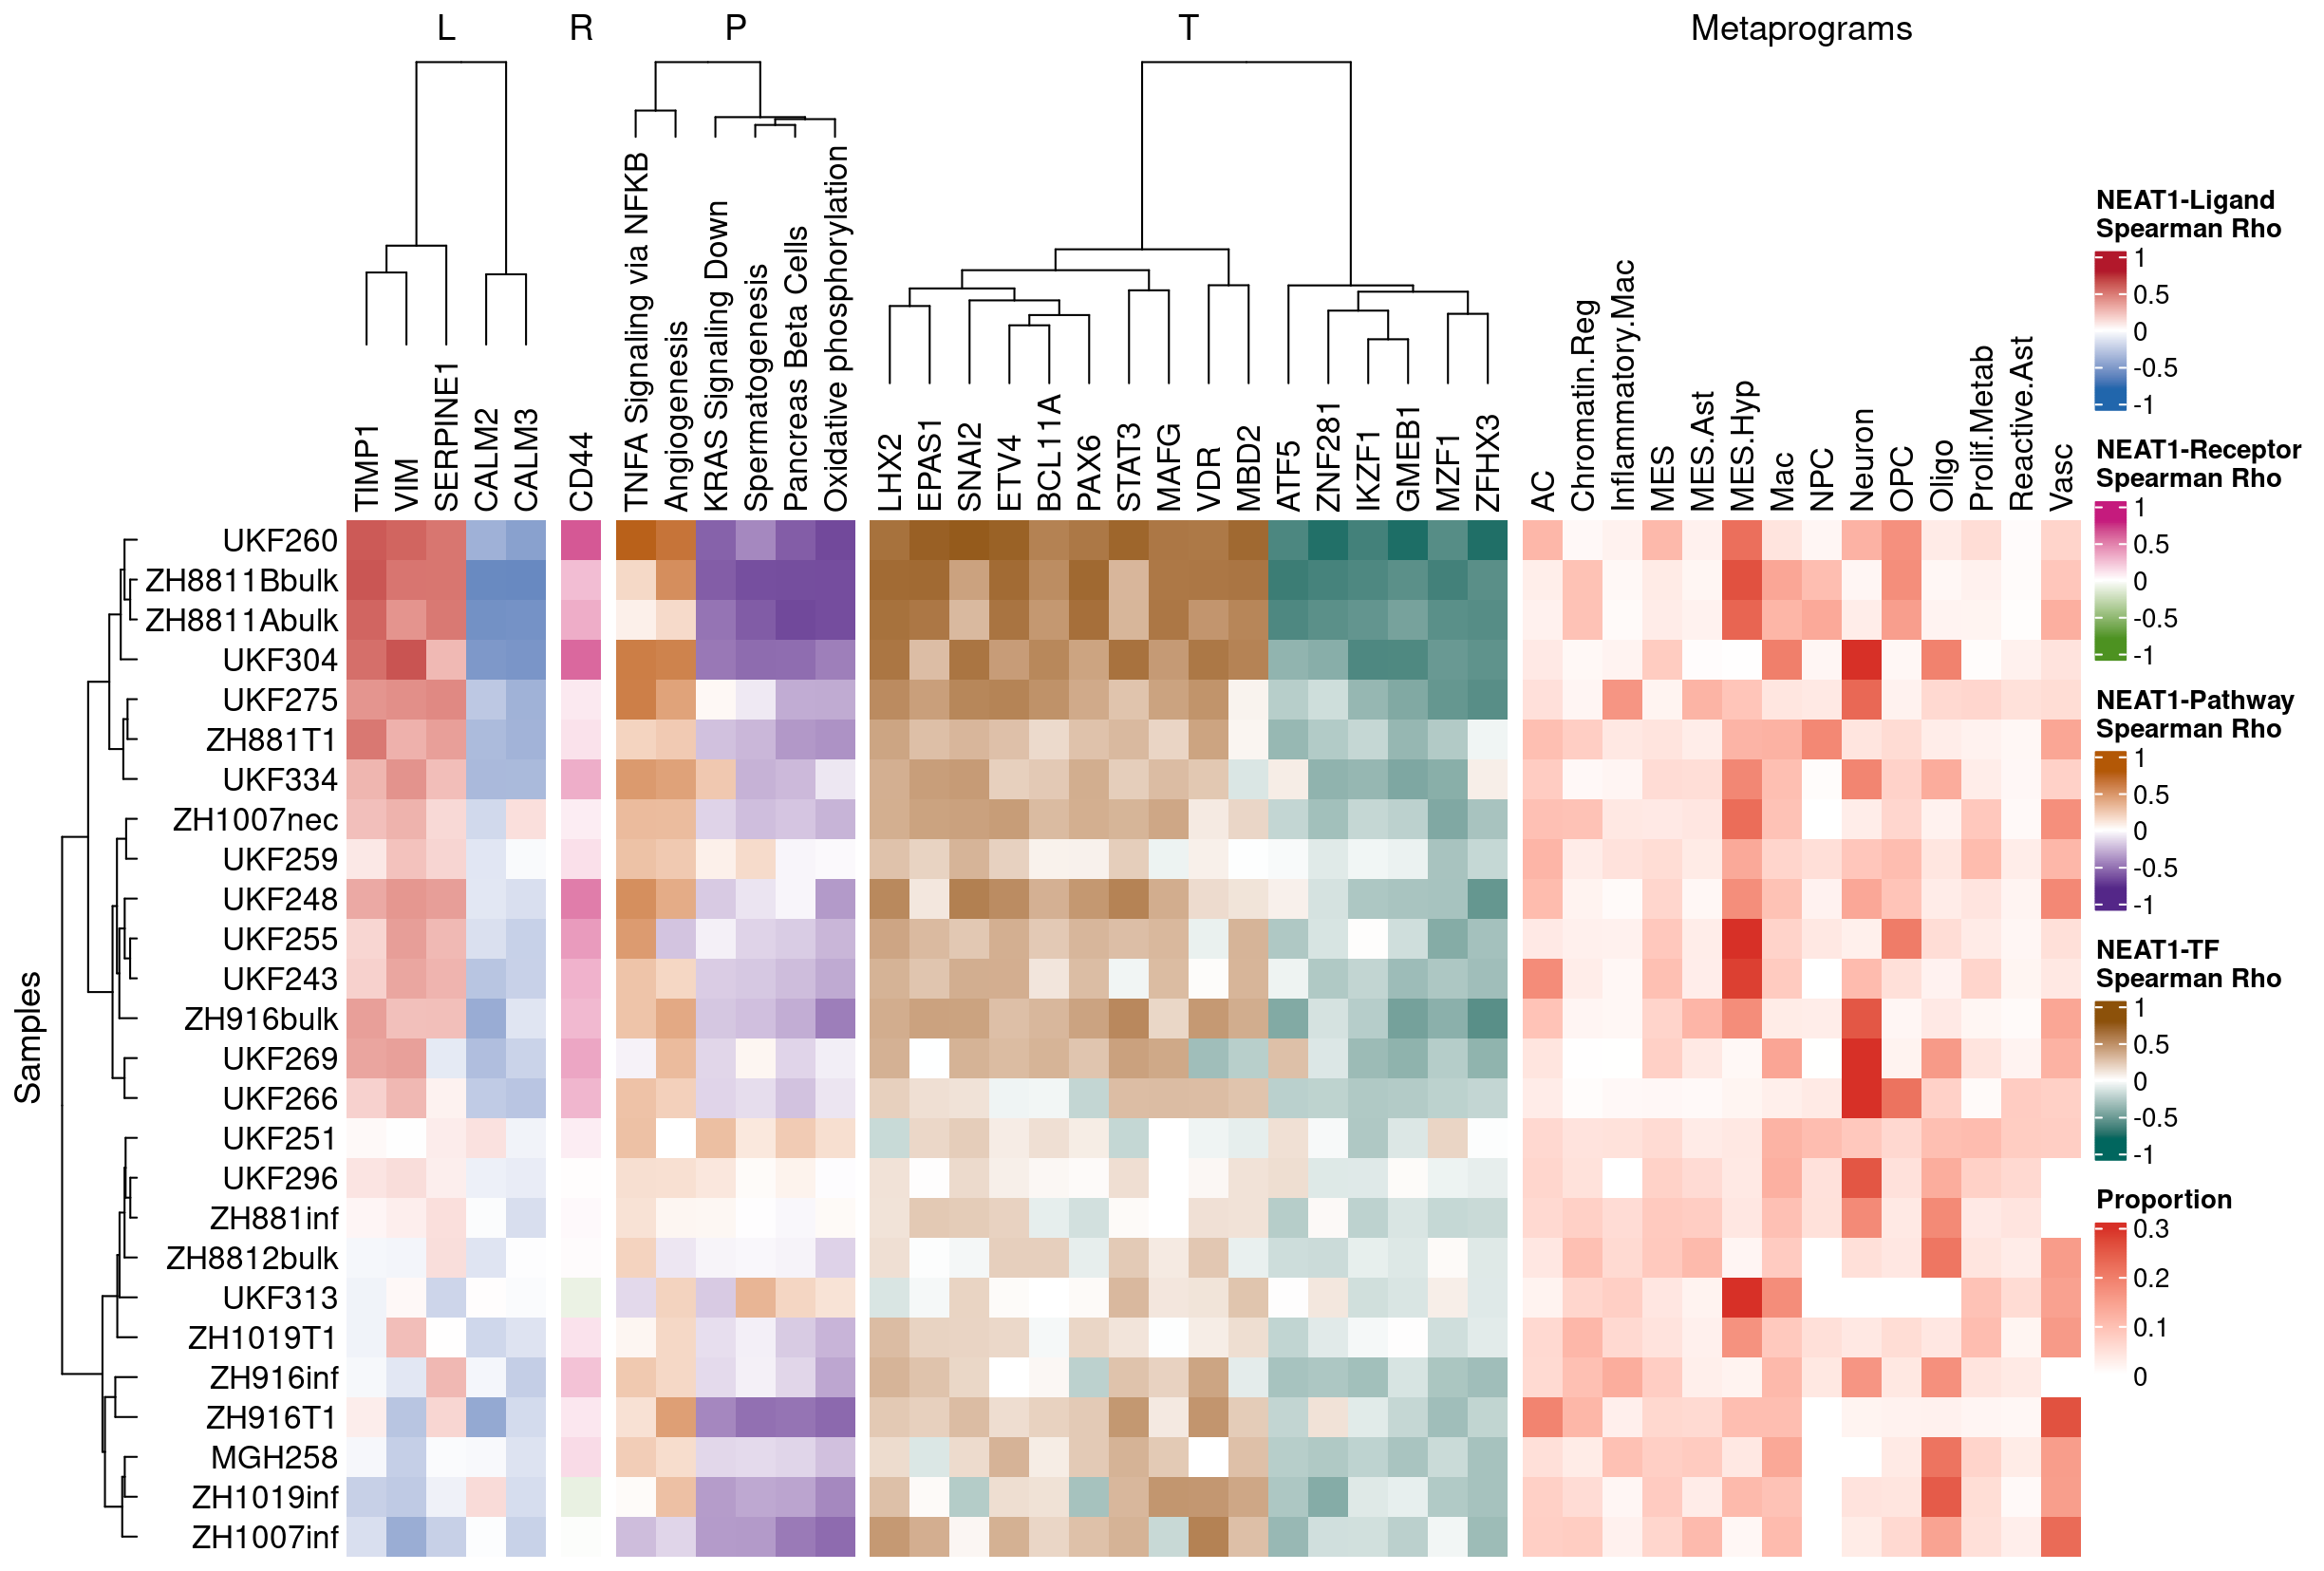 L
R
P
T
Metaprograms
TIMP1
VIM
SERPINE1
CALM2
CALM3
CD44
TNFA Signaling via NFKB
Angiogenesis
KRAS Signaling Down
Spermatogenesis
Pancreas Beta Cells
Oxidative phosphorylation
LHX2
EPAS1
SNAI2
ETV4
BCL11A
PAX6
STAT3
MAFG
VDR
MBD2
ATF5
ZNF281
IKZF1
GMEB1
MZF1
ZFHX3
AC
Chromatin.Reg
Inflammatory.Mac
MES
MES.Ast
MES.Hyp
Mac
NPC
Neuron
OPC
Oligo
Prolif.Metab
Reactive.Ast
Vasc
Samples
UKF260
ZH8811Bbulk
ZH8811Abulk
UKF304
UKF275
ZH881T1
UKF334
ZH1007nec
UKF259
UKF248
UKF255
UKF243
ZH916bulk
UKF269
UKF266
UKF251
UKF296
ZH881inf
ZH8812bulk
UKF313
ZH1019T1
ZH916inf
ZH916T1
MGH258
ZH1019inf
ZH1007inf
NEAT1-Ligand
Spearman Rho
1
0.5
0
-0.5
-1
NEAT1-Receptor
Spearman Rho
1
0.5
0
-0.5
-1
NEAT1-Pathway
Spearman Rho
1
0.5
0
-0.5
-1
NEAT1-TF
Spearman Rho
1
0.5
0
-0.5
-1
Proportion
0.3
0.2
0.1
0